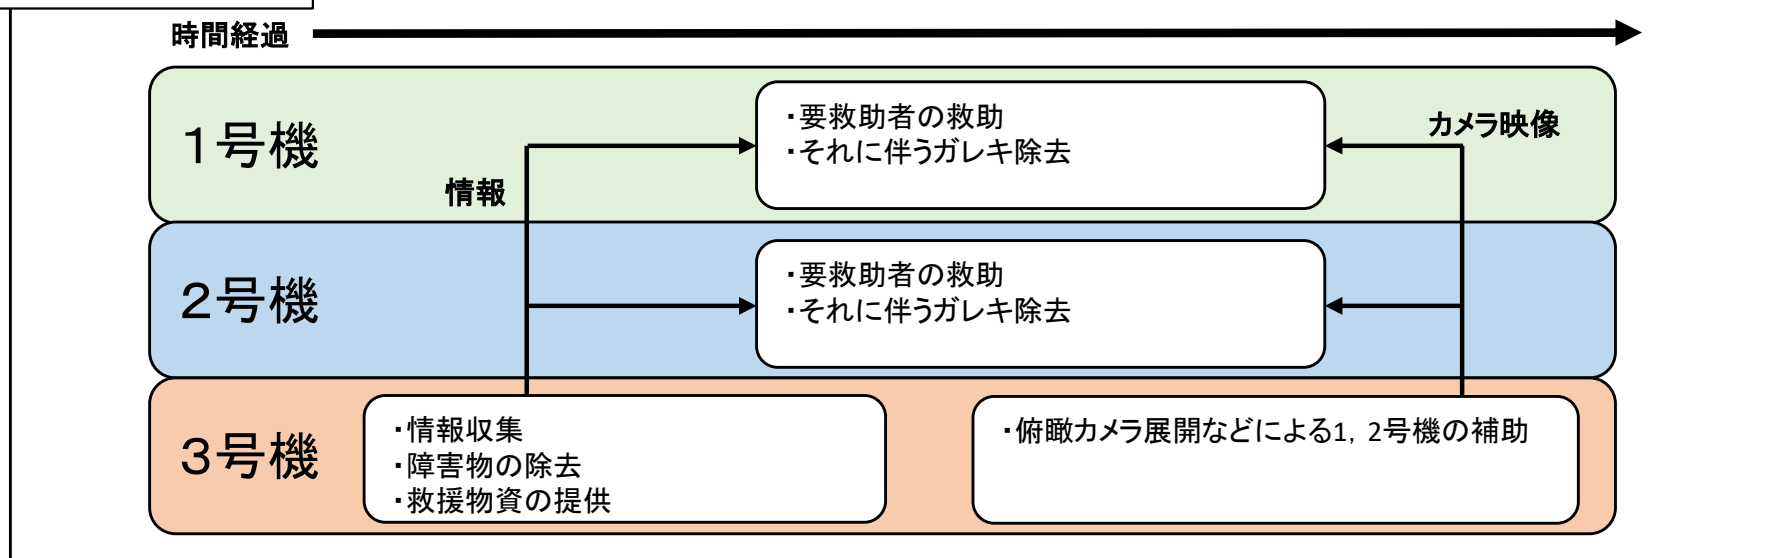 時間経過
1号機
・要救助者の救助
・それに伴うガレキ除去
カメラ映像
情報
2号機
・要救助者の救助
・それに伴うガレキ除去
3号機
・情報収集
・障害物の除去
・救援物資の提供
・俯瞰カメラ展開などによる1，2号機の補助